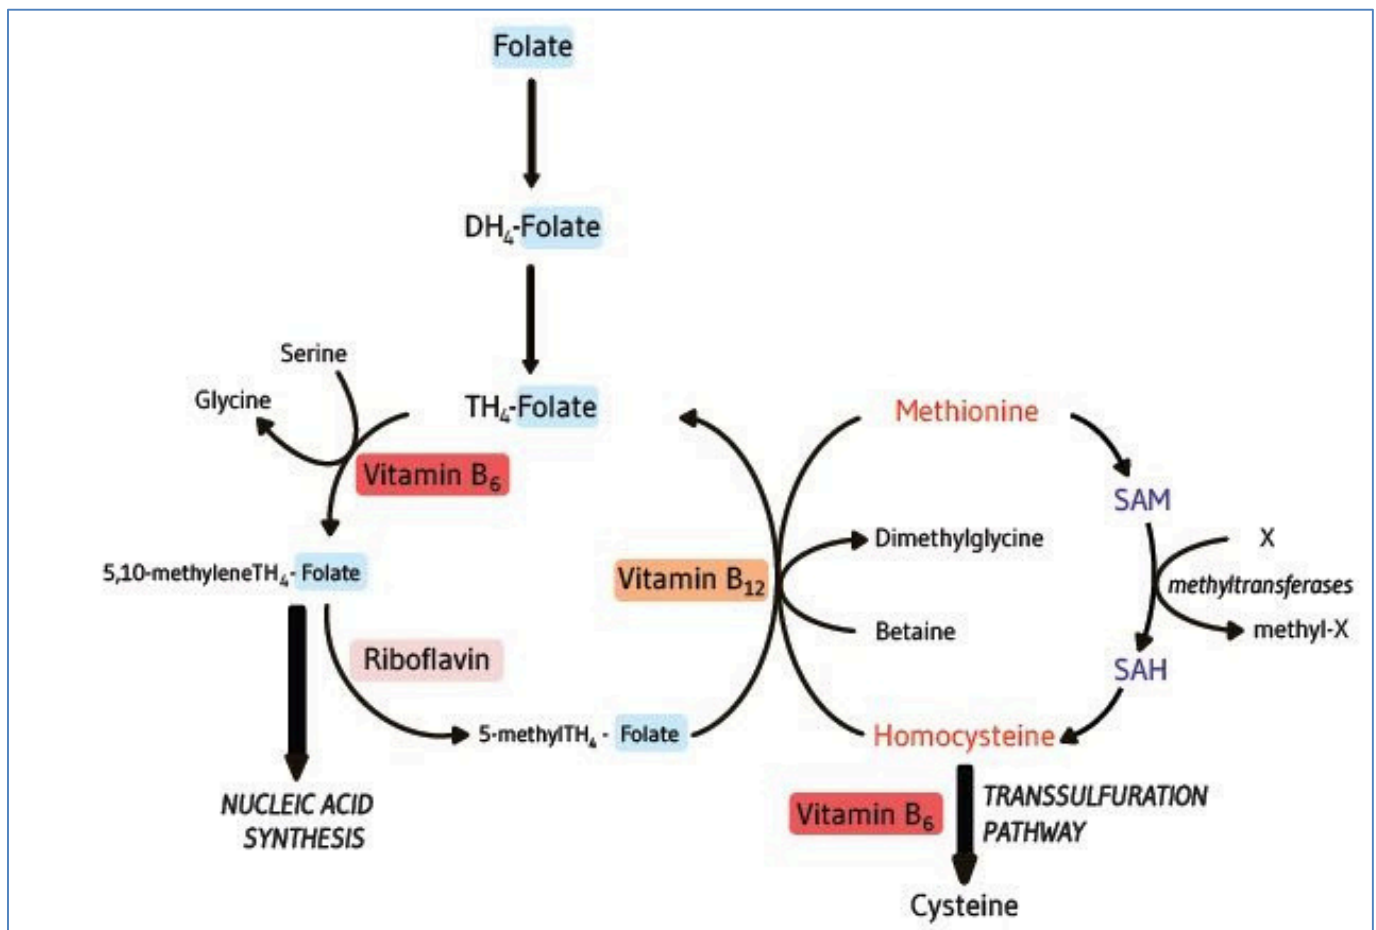 Folate
DH₄-Folate
Serine
Glycine
TH₄-Folate
Methionine
Vitamin B₆
SAM
Dimethylglycine
X
5,10-methyleneTH₄- Folate
Vitamin B₁₂
methyltransferases
Betaine
methyl-X
Riboflavin
SAH
5-methylTH₄ - Folate
Homocysteine
NUCLEIC ACID
SYNTHESIS
Vitamin B₆
TRANSSULFURATION
PATHWAY
Cysteine